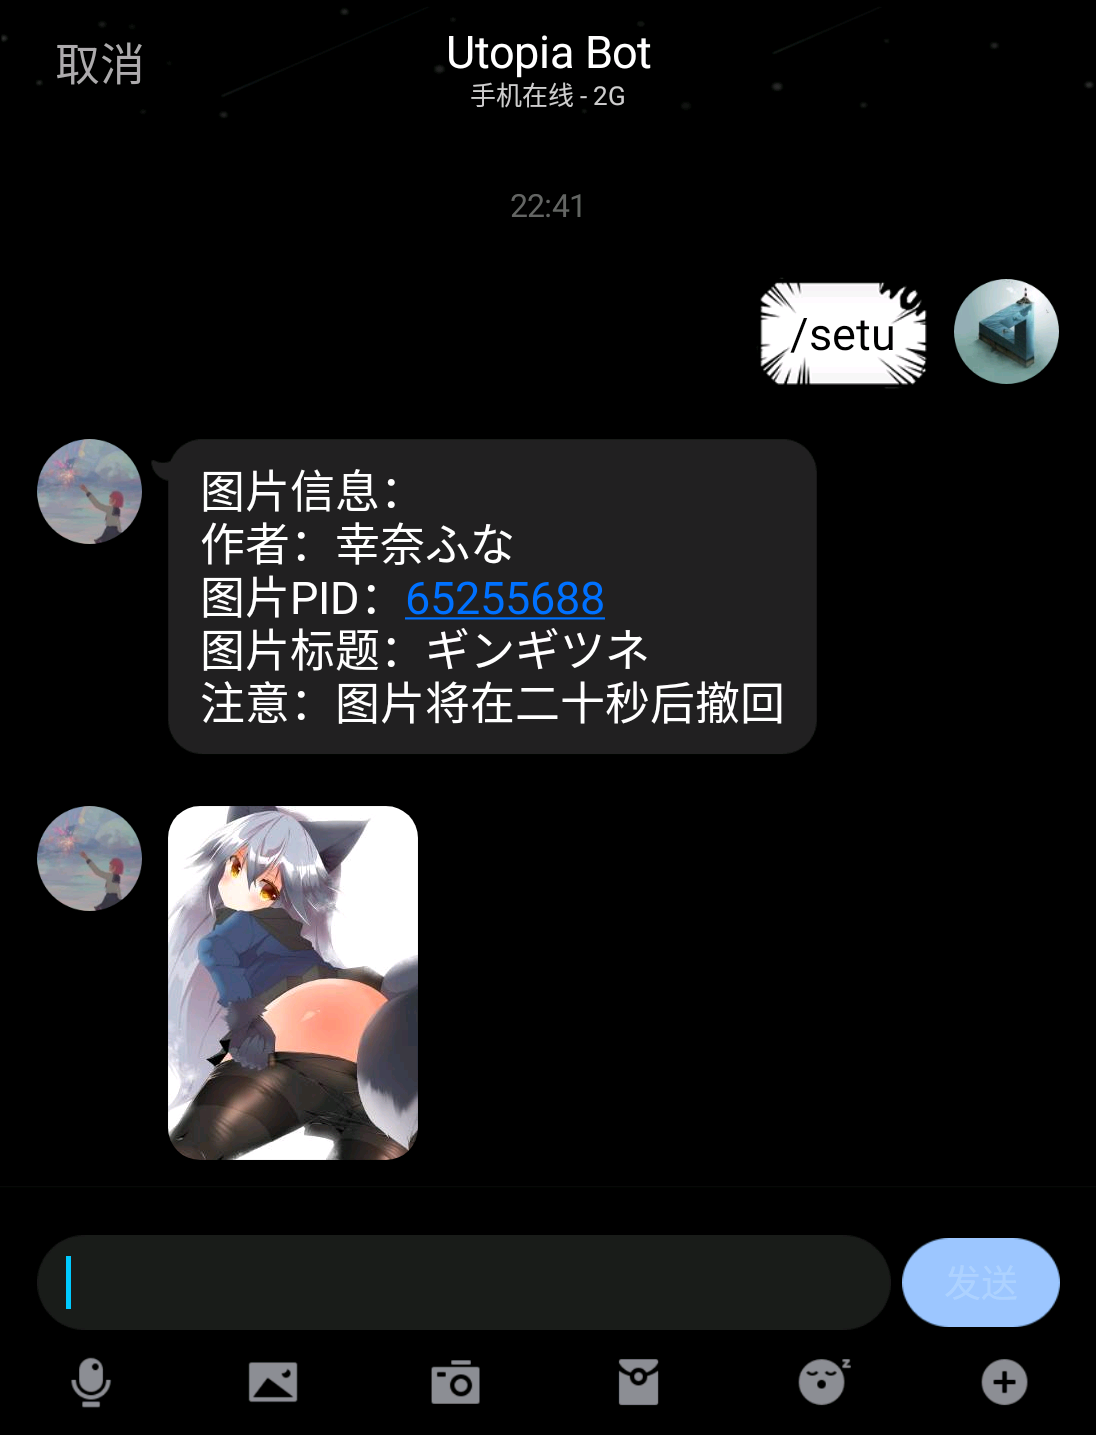 取消
Utopia Bot
手机在线 - 2G
22:41
/setu
图片信息：
作者：幸奈ふな
图片PID：65255688
图片标题：ギンギツネ
注意：图片将在二十秒后撤回
发送
z